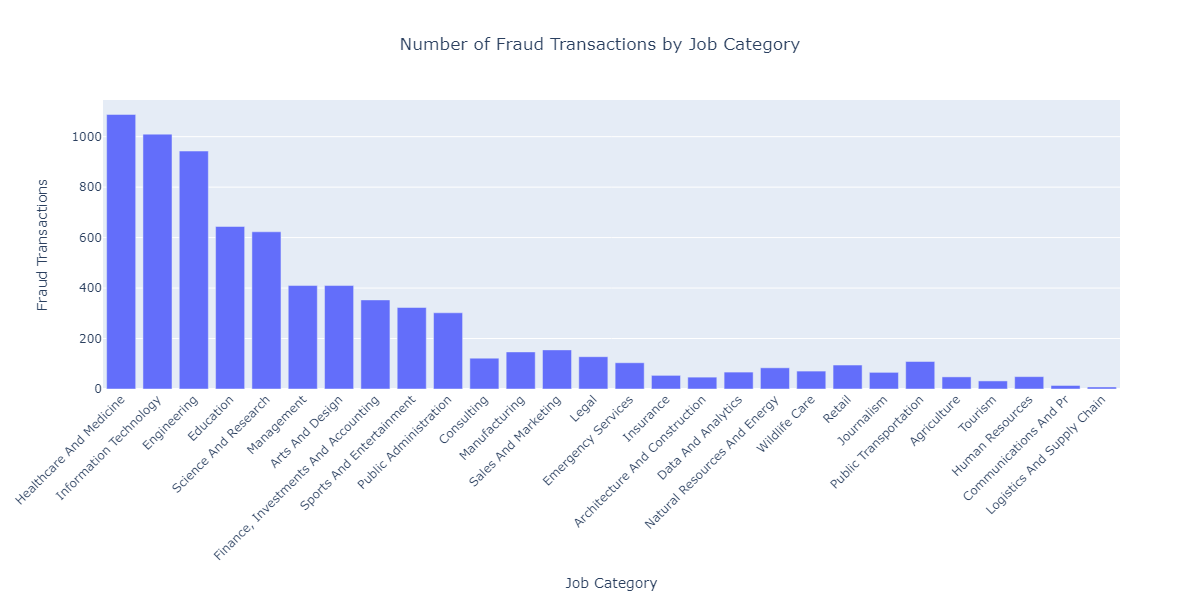 Number of Fraud Transactions by Job Category
Fraud Transactions
1000
800
600
400
200
0
Healthcare And Medicine
Information Technology
Engineering
Education
Science And Research
Management
Arts And Design
Finance, Investments And Accounting
Sports And Entertainment
Public Administration
Consulting
Manufacturing
Sales And Marketing
Legal
Emergency Services
Insurance
Architecture And Construction
Data And Analytics
Natural Resources And Energy
Wildlife Care
Retail
Journalism
Public Transportation
Agriculture
Tourism
Human Resources
Communications And Pr
Logistics And Supply Chain
Job Category